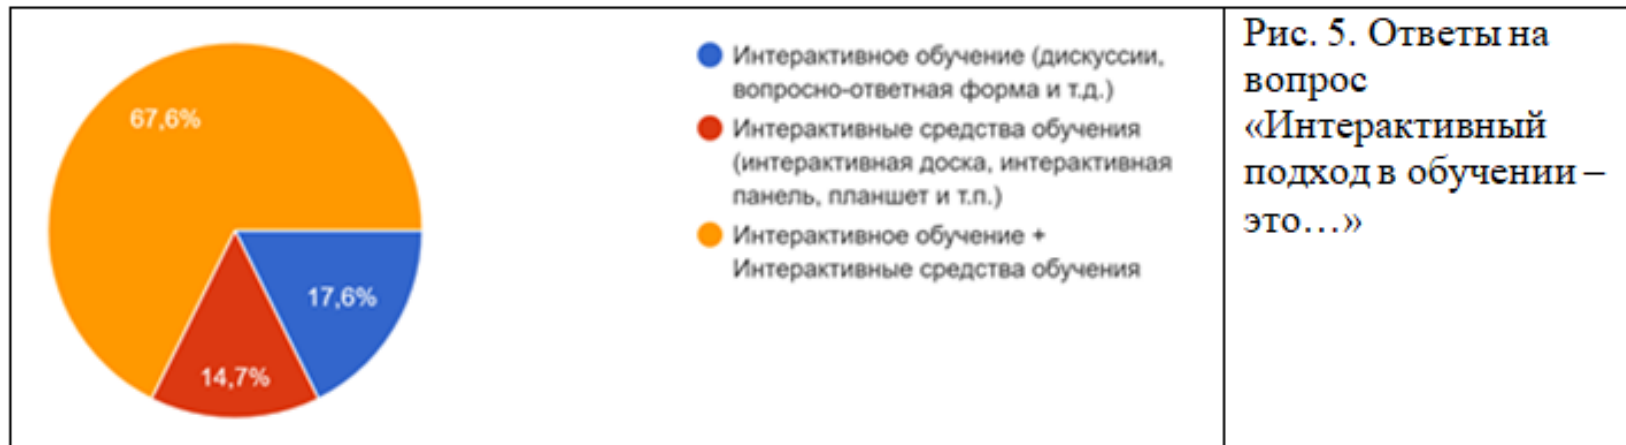 67,6%
17,6%
14,7%
Интерактивное обучение (дискуссии,
вопросно-ответная форма и т.д.)
Интерактивные средства обучения
(интерактивная доска, интерактивная
панель, планшет и т.п.)
Интерактивное обучение +
Интерактивные средства обучения
Рис. 5. Ответы на
вопрос
«Интерактивный
подход в обучении –
это…»